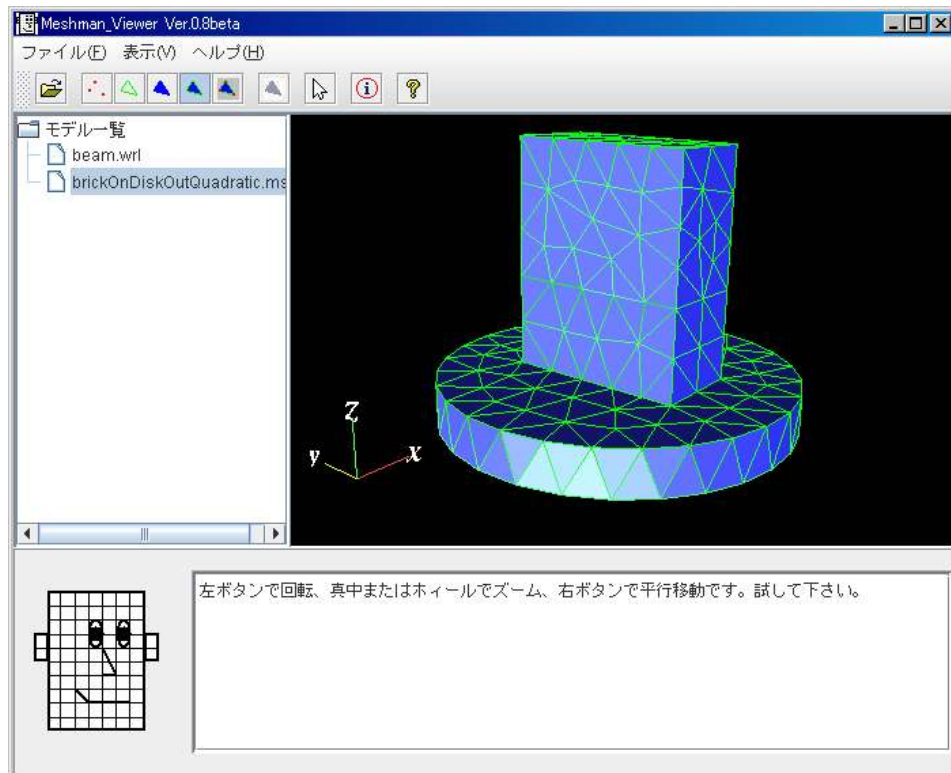 Meshman_Viewer Ver.0.8beta
ファイル(F) 表示(V) ヘルプ(H)
モデル一覧
beam.wrl
brickOnDiskOutQuadratic.ms
Z
y
X
左ボタンで回転、真中またはホィールでズーム、右ボタンで平行移動です。試して下さい。